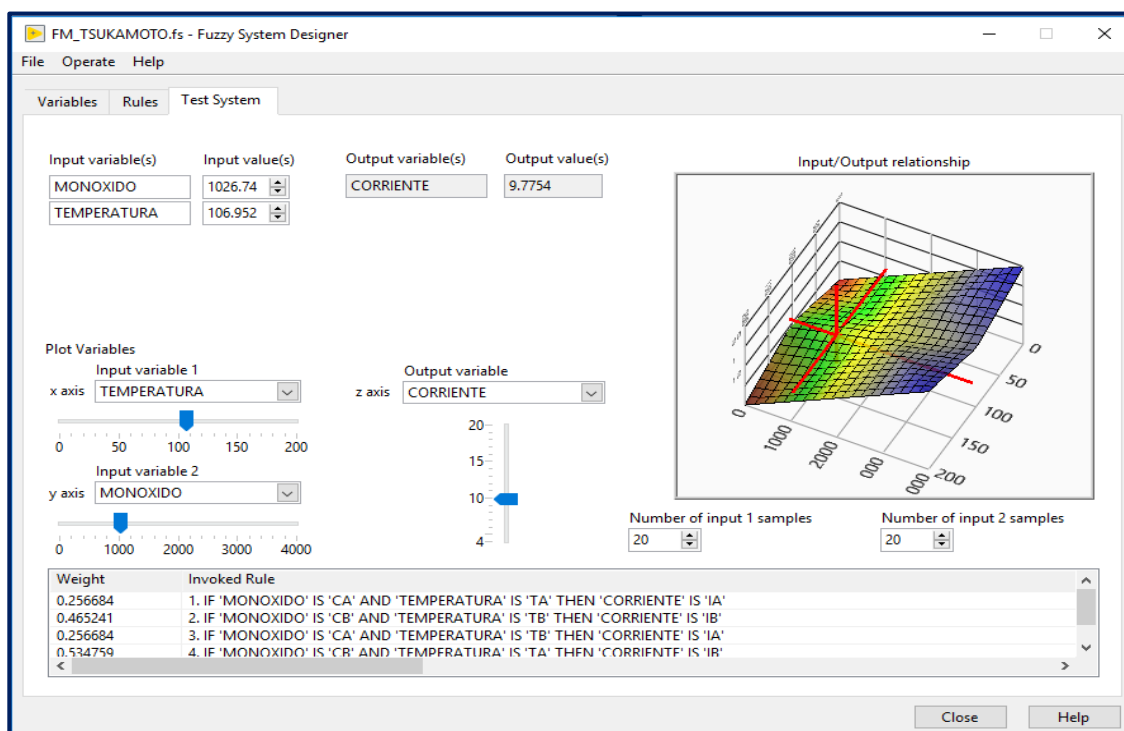 FM_TSUKAMOTO.fs - Fuzzy System Designer
File Operate Help
Variables Rules Test System
Input variable(s) Input value(s) Output variable(s) Output value(s) Input/Output relationship
MONOXIDO 1026.74 CORRIENTE 9.7754
TEMPERATURA 106.952
Plot Variables
Input variable 1 Output variable
x axis TEMPERATURA z axis CORRIENTE
0 50 100 150 200
Input variable 2
y axis MONOXIDO
0 1000 2000 3000 4000
20
15
10
4
0
50
100
150
200
0
1000
2000
000
000
Number of input 1 samples Number of input 2 samples
20 20
Weight Invoked Rule
0.256684 1. IF 'MONOXIDO' IS 'CA' AND 'TEMPERATURA' IS 'TA' THEN 'CORRIENTE' IS 'IA'
0.465241 2. IF 'MONOXIDO' IS 'CB' AND 'TEMPERATURA' IS 'TB' THEN 'CORRIENTE' IS 'IB'
0.256684 3. IF 'MONOXIDO' IS 'CA' AND 'TEMPERATURA' IS 'TB' THEN 'CORRIENTE' IS 'IA'
0.534759 4. IF 'MONOXIDO' IS 'CB' AND 'TEMPERATURA' IS 'TA' THEN 'CORRIENTE' IS 'IB'
Close Help